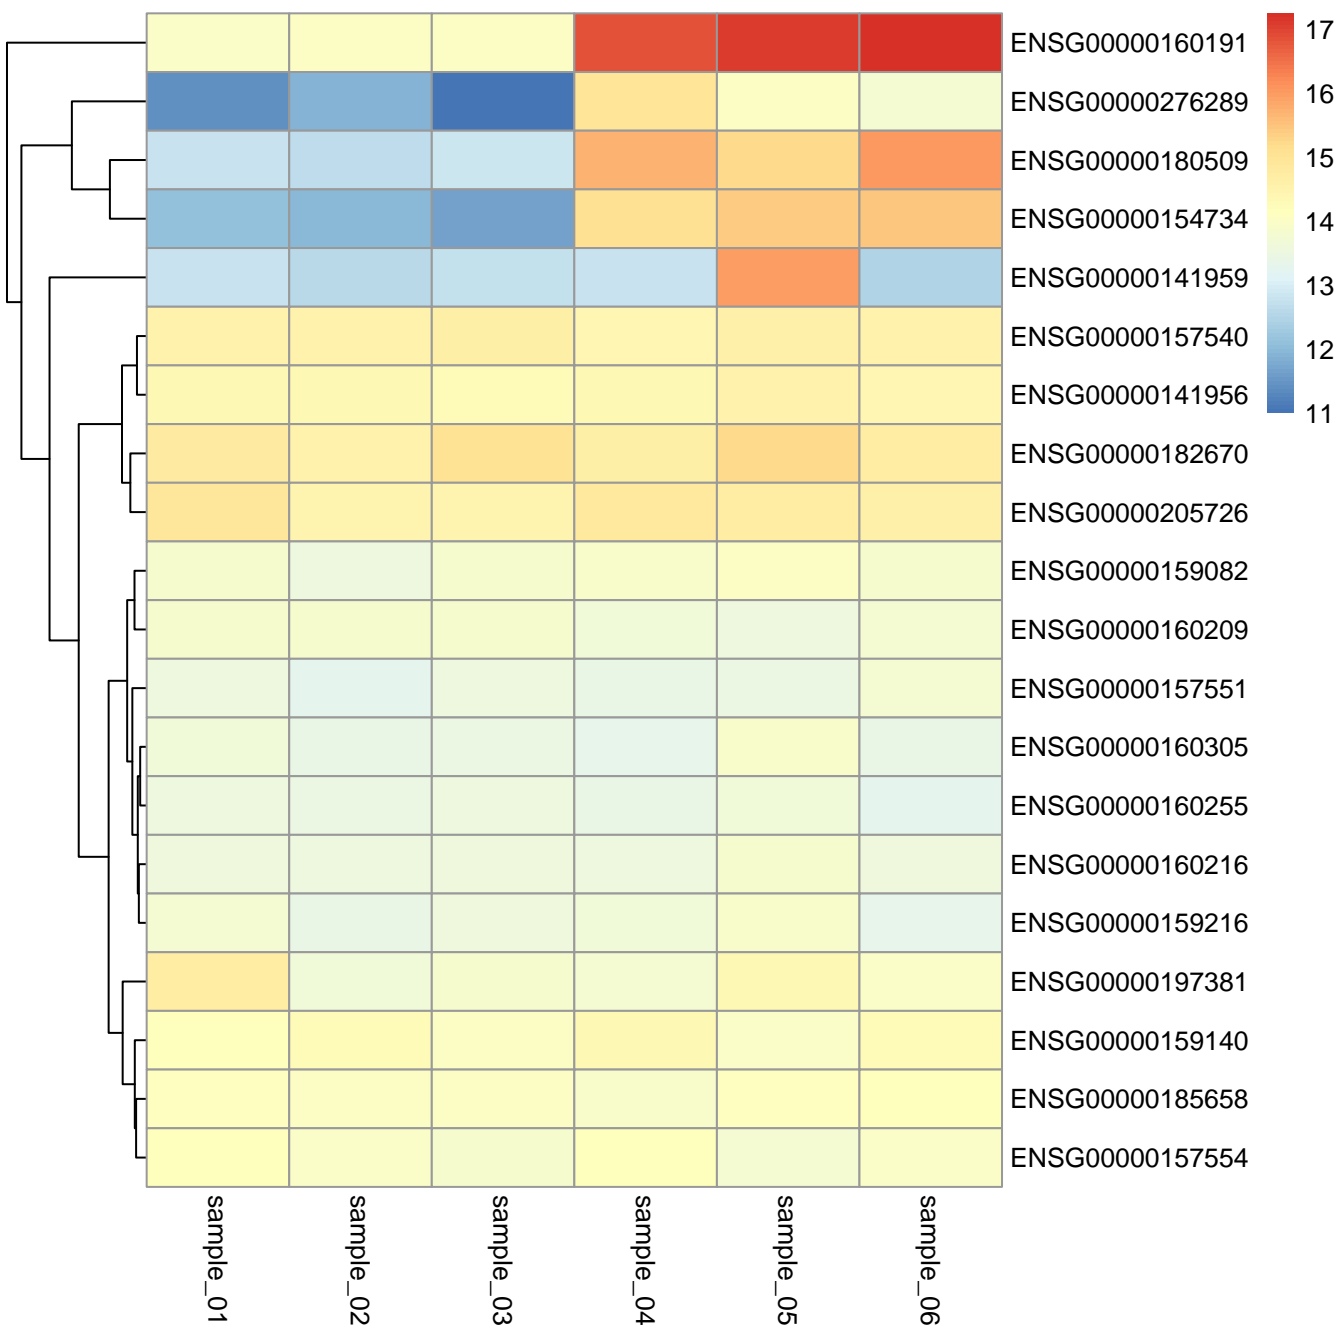 ENSG00000160191
ENSG00000276289
ENSG00000180509
ENSG00000154734
ENSG00000141959
ENSG00000157540
ENSG00000141956
ENSG00000182670
ENSG00000205726
ENSG00000159082
ENSG00000160209
ENSG00000157551
ENSG00000160305
ENSG00000160255
ENSG00000160216
ENSG00000159216
ENSG00000197381
ENSG00000159140
ENSG00000185658
ENSG00000157554
17
16
15
14
13
12
11
sample_01
sample_02
sample_03
sample_04
sample_05
sample_06